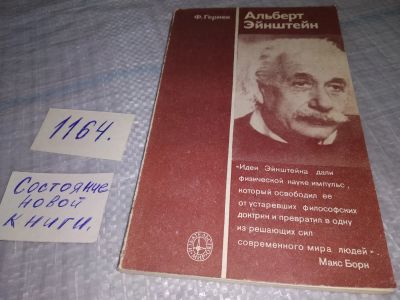 Ф. Гернек
Альберт
Эйнштейн
1164.
Состояние
новой
книги.
«Идеи Эйнштейна дали
физической науке импульс,
который освободил ее
от устаревших философских
доктрин и превратил в одну
из решающих сил
современного мира людей»
Макс Борн